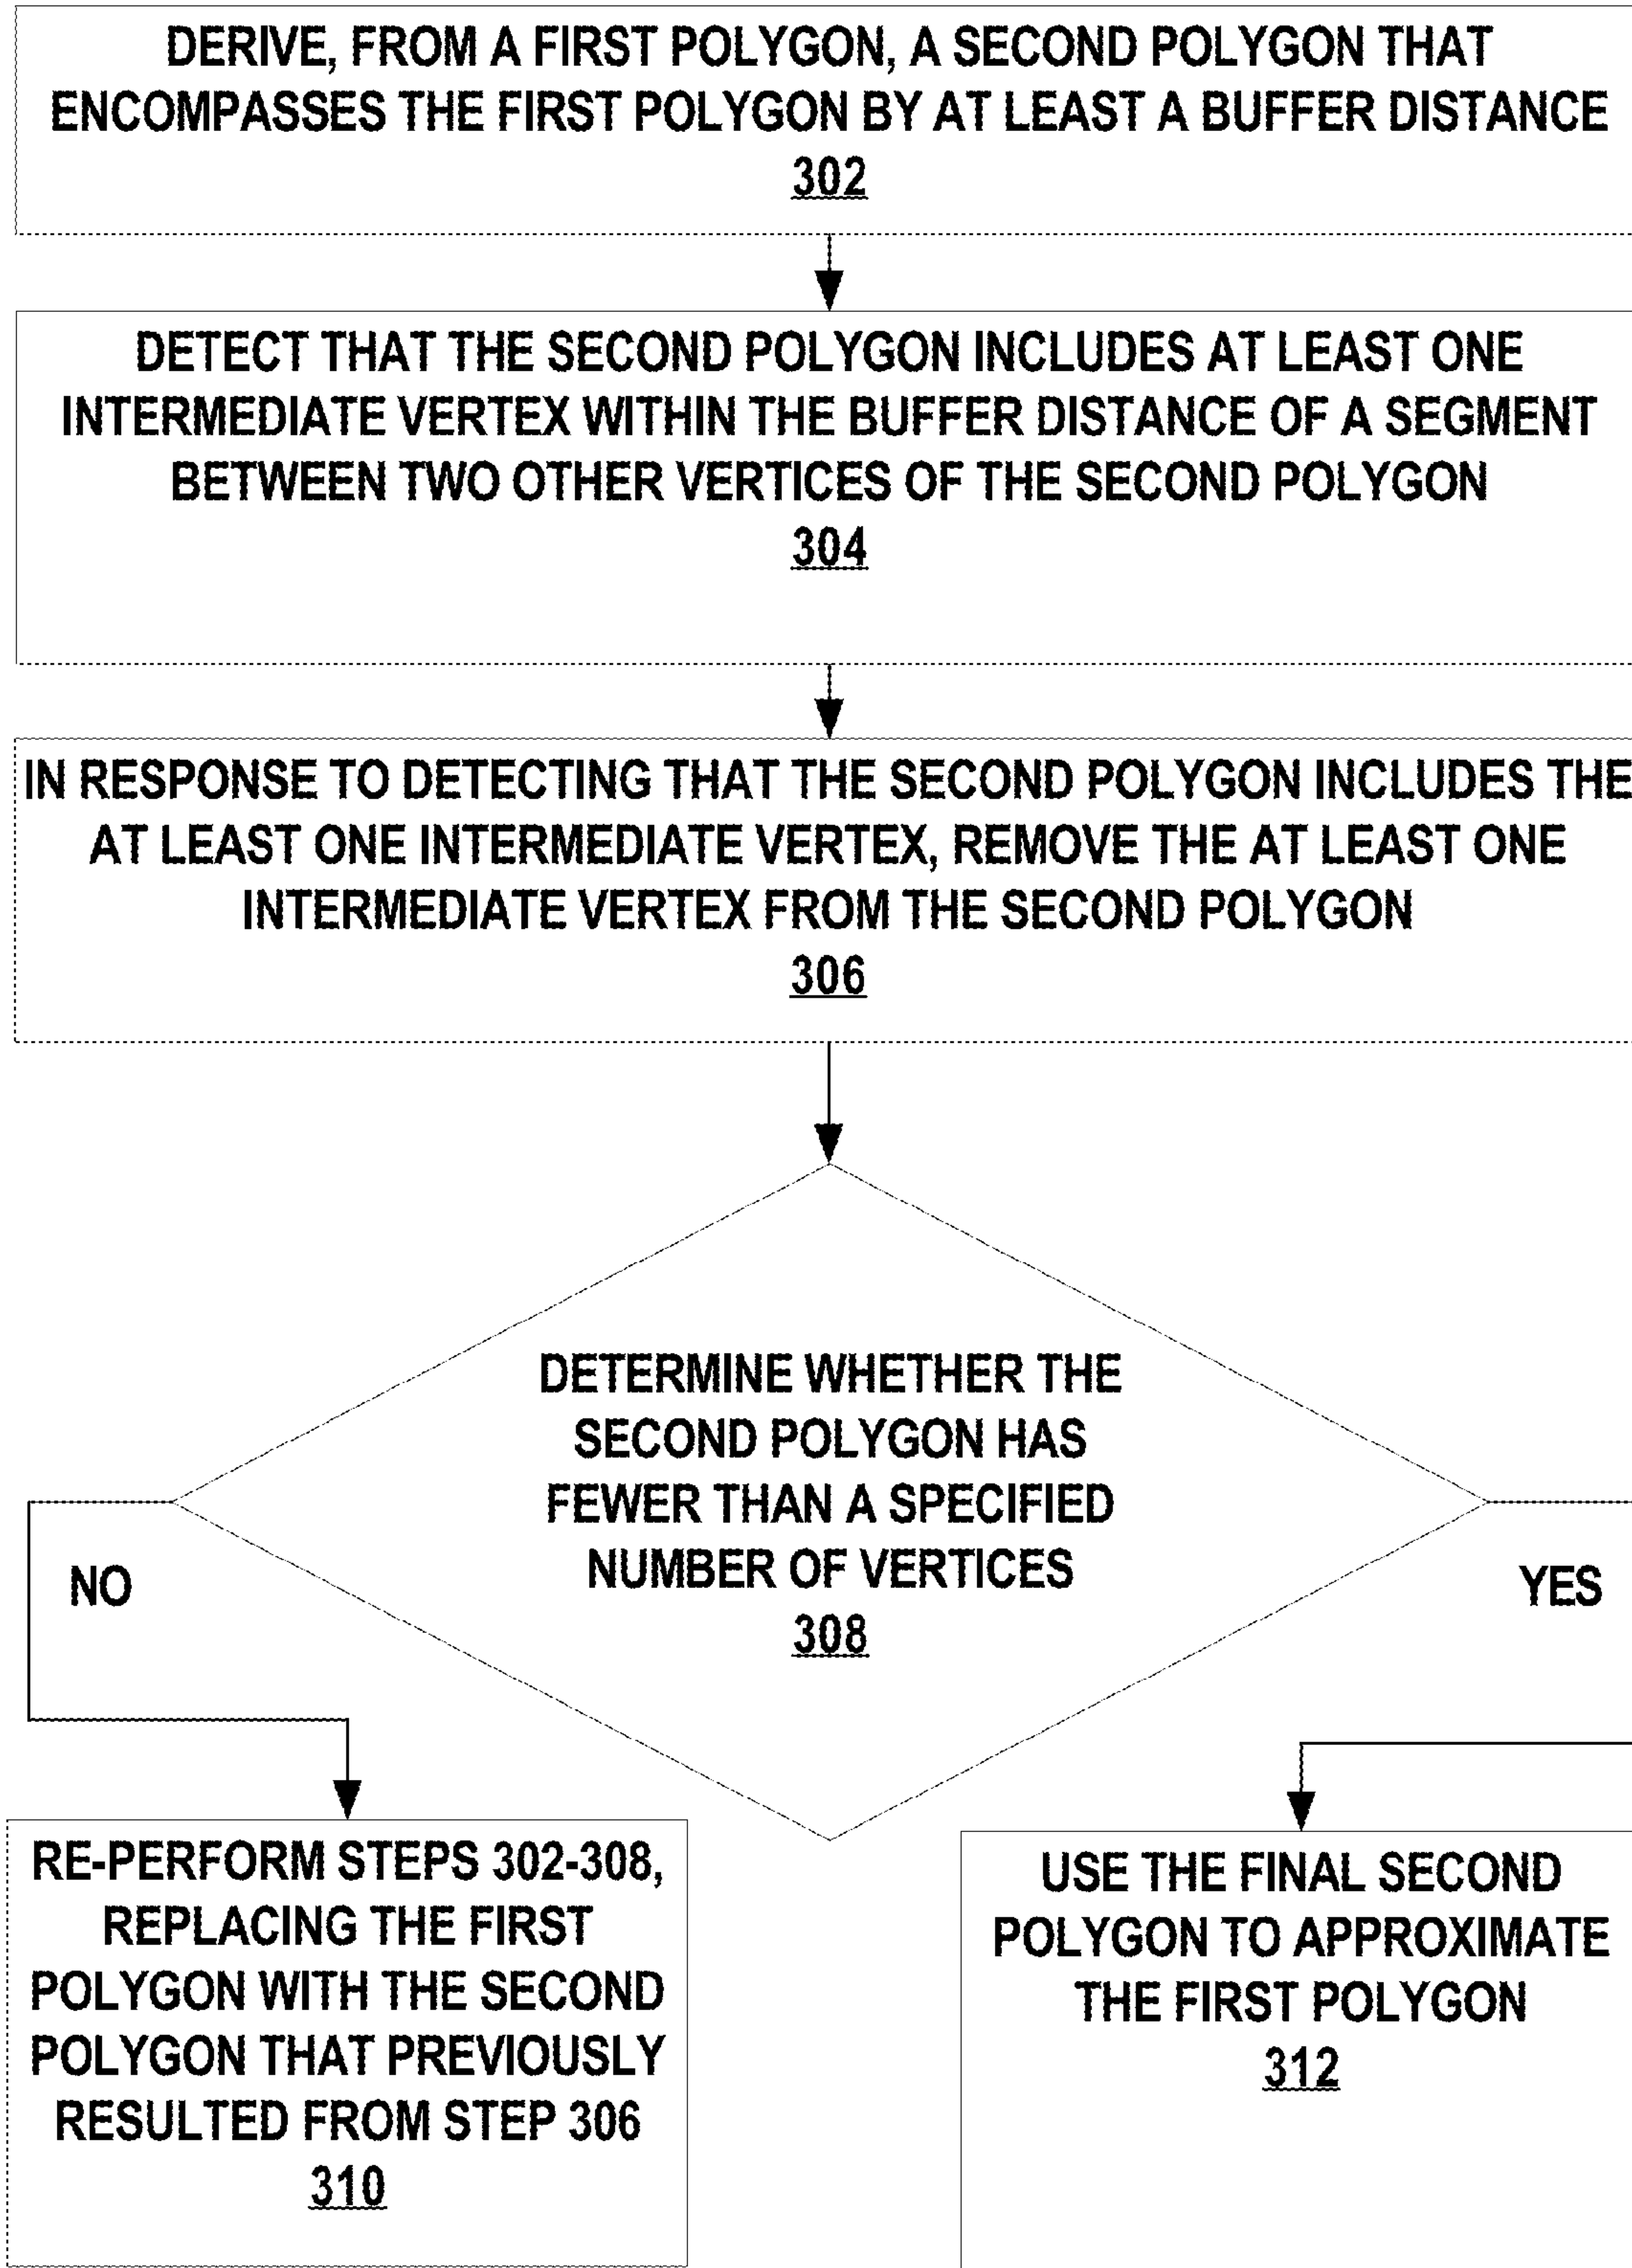 DERIVE, FROM A FIRST POLYGON, A SECOND POLYGON THAT
ENCOMPASSES THE FIRST POLYGON BY AT LEAST A BUFFER DISTANCE
302
DETECT THAT THE SECOND POLYGON INCLUDES AT LEAST ONE
INTERMEDIATE VERTEX WITHIN THE BUFFER DISTANCE OF A SEGMENT
BETWEEN TWO OTHER VERTICES OF THE SECOND POLYGON
304
IN RESPONSE TO DETECTING THAT THE SECOND POLYGON INCLUDES THE
AT LEAST ONE INTERMEDIATE VERTEX, REMOVE THE AT LEAST ONE
INTERMEDIATE VERTEX FROM THE SECOND POLYGON
306
DETERMINE WHETHER THE
SECOND POLYGON HAS
FEWER THAN A SPECIFIED
NUMBER OF VERTICES
308
NO
YES
RE-PERFORM STEPS 302-308,
REPLACING THE FIRST
POLYGON WITH THE SECOND
POLYGON THAT PREVIOUSLY
RESULTED FROM STEP 306
310
USE THE FINAL SECOND
POLYGON TO APPROXIMATE
THE FIRST POLYGON
312